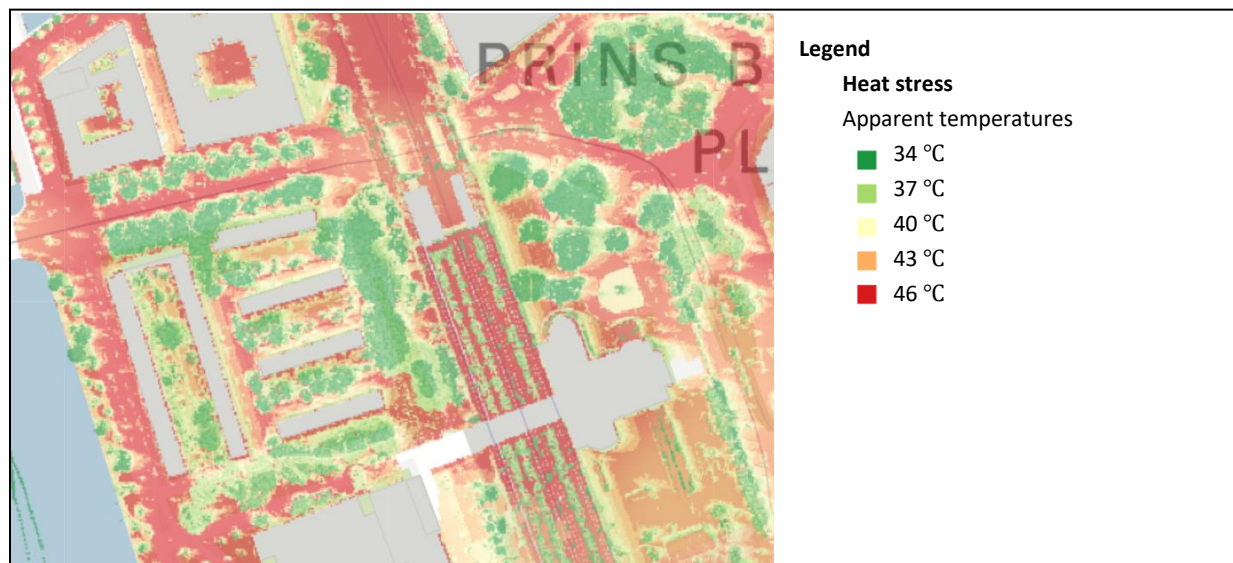 PRINS B
PL
Legend
Heat stress
Apparent temperatures
34 °C
37 °C
40 °C
43 °C
46 °C